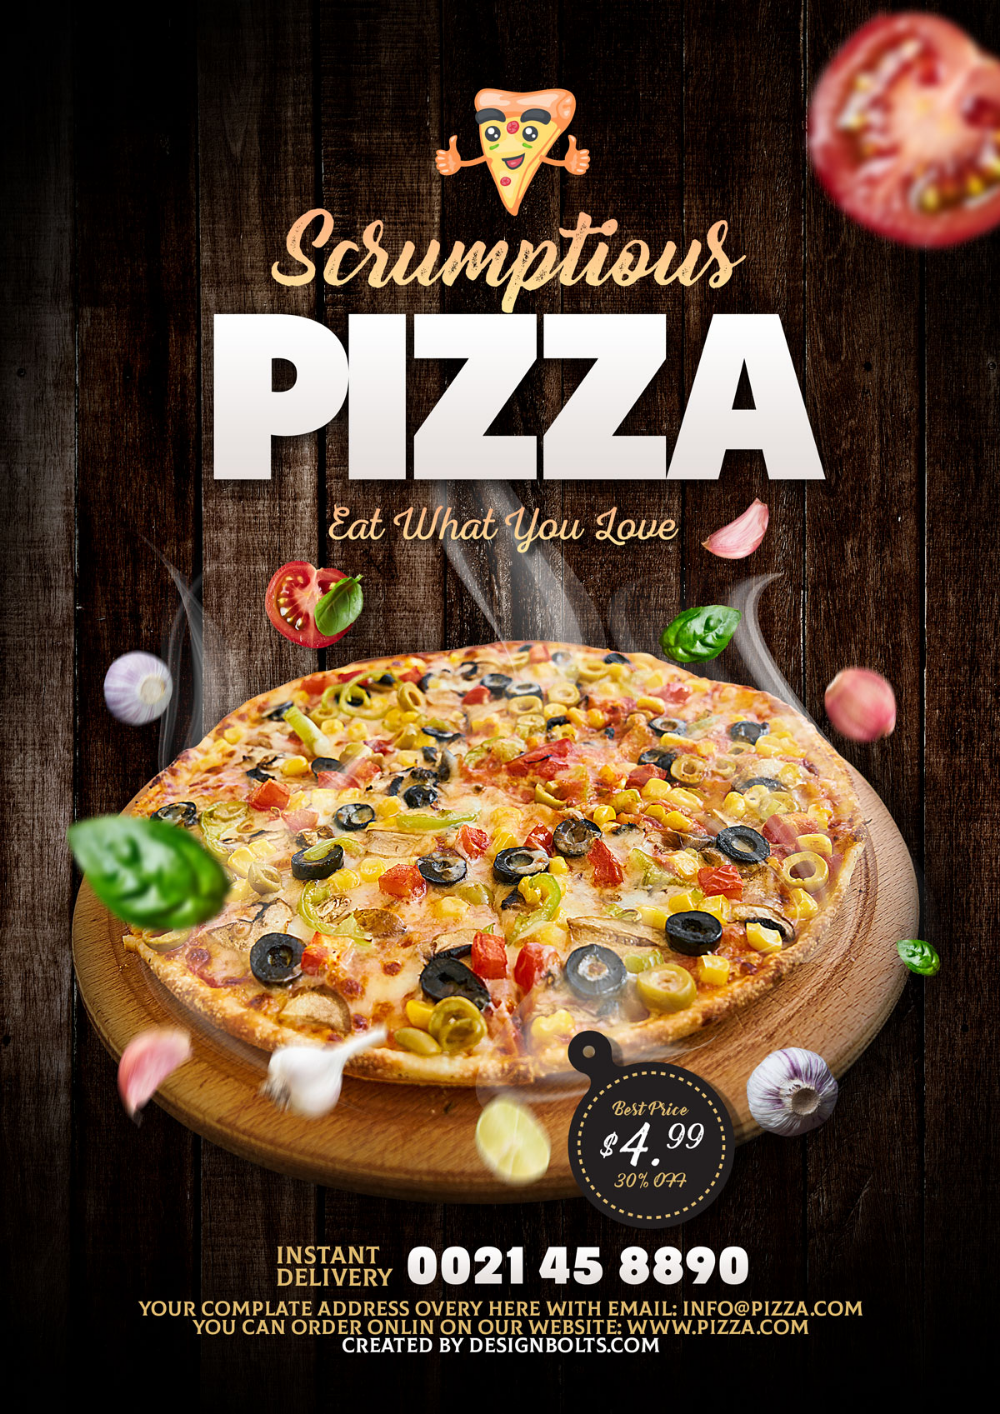 Scrumptious
PIZZA
Eat What You Love
Best Price
$4.99
30% OFF
INSTANT
DELIVERY
0021 45 8890
YOUR COMPLATE ADDRESS OVERY HERE WITH EMAIL: INFO@PIZZA.COM
YOU CAN ORDER ONLIN ON OUR WEBSITE: WWW.PIZZA.COM
CREATED BY DESIGNBOLTS.COM